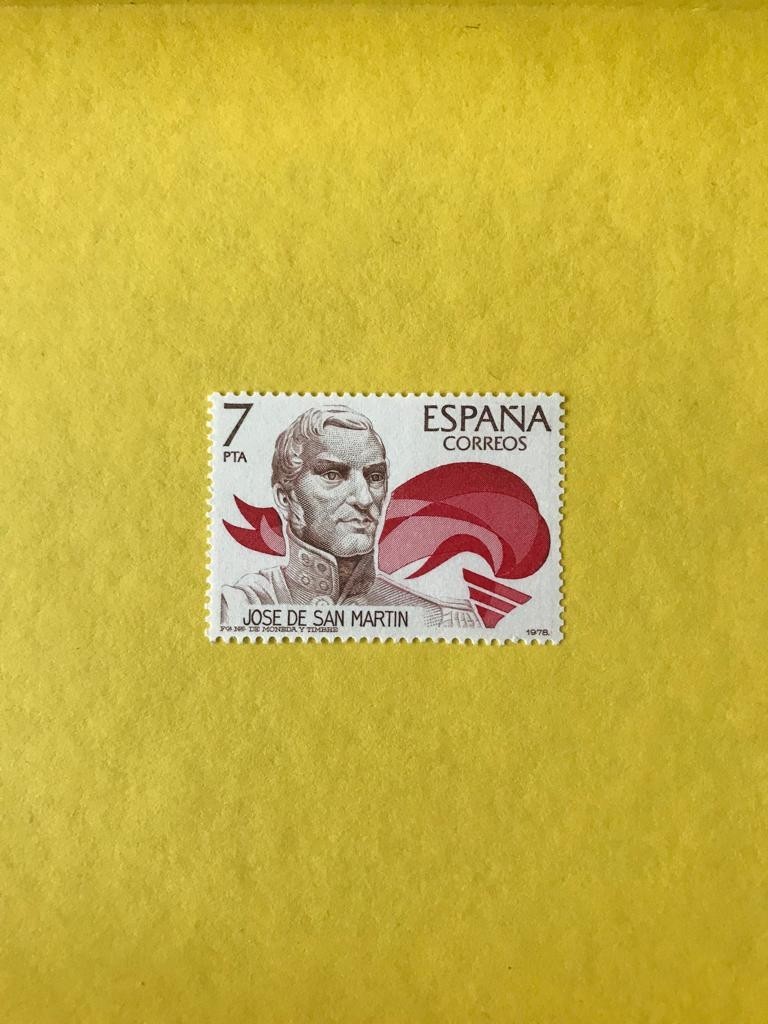 7
PTA
ESPAÑA
CORREOS
JOSE DE SAN MARTIN
DE MONEDA Y TIMBRE
1978.